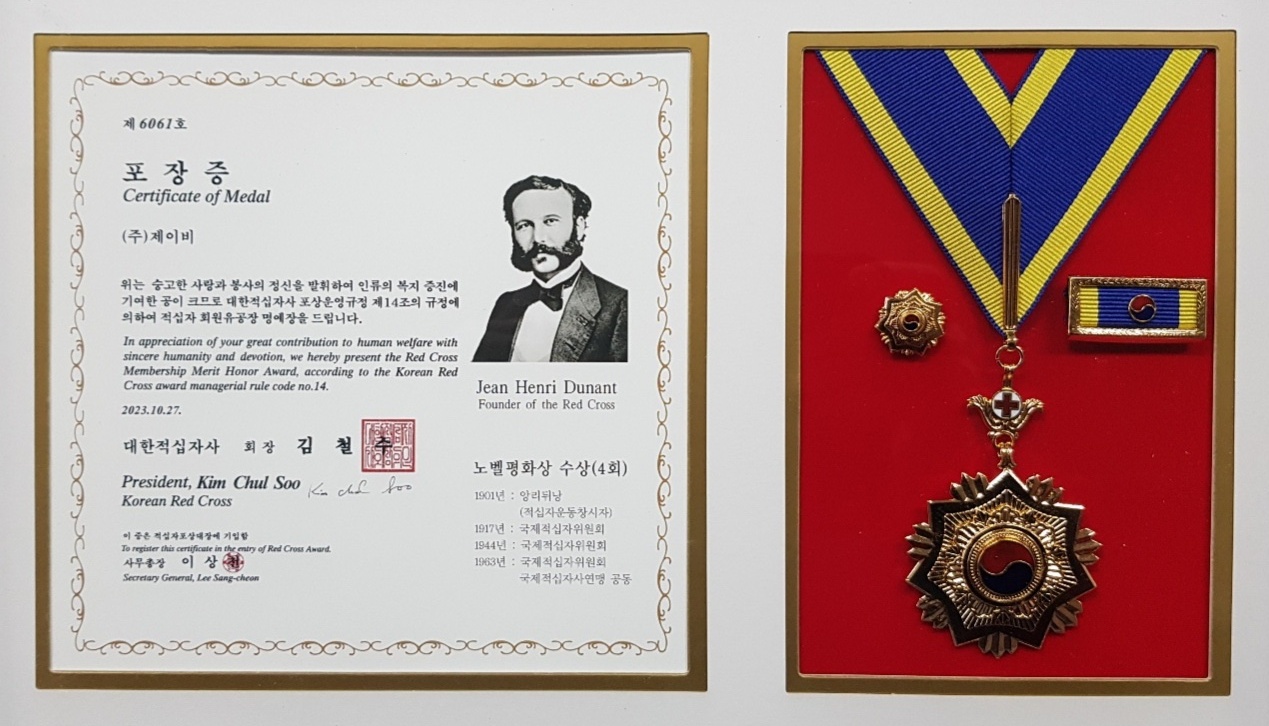 제 6061 호
포 장 증
Certificate of Medal
(주)제이비
위는 숭고한 사랑과 봉사의 정신을 발휘하여 인류의 복지 증진에
기여한 공이 크므로 대한적십자사 포상운영규정 제14조의 규정에
의하여 적십자 회원유공장 명예장을 드립니다.
In appreciation of your great contribution to human welfare with
sincere humanity and devotion, we hereby present the Red Cross
Membership Merit Honor Award, according to the Korean Red
Cross award managerial rule code no.14.
2023.10.27.
대한적십자사 회장 김 철 수
President, Kim Chul Soo Kim chul Soo
Korean Red Cross
이 증은 적십자포상대장에 기입함
To register this certificate in the entry of Red Cross Award.
사무총장 이 상 천
Secretary General, Lee Sang-cheon
Jean Henri Dunant
Founder of the Red Cross
노벨평화상 수상(4회)
1901년 : 앙리뒤낭
(적십자운동창시자)
1917년 : 국제적십자위원회
1944년 : 국제적십자위원회
1963년 : 국제적십자위원회
국제적십자사연맹 공동